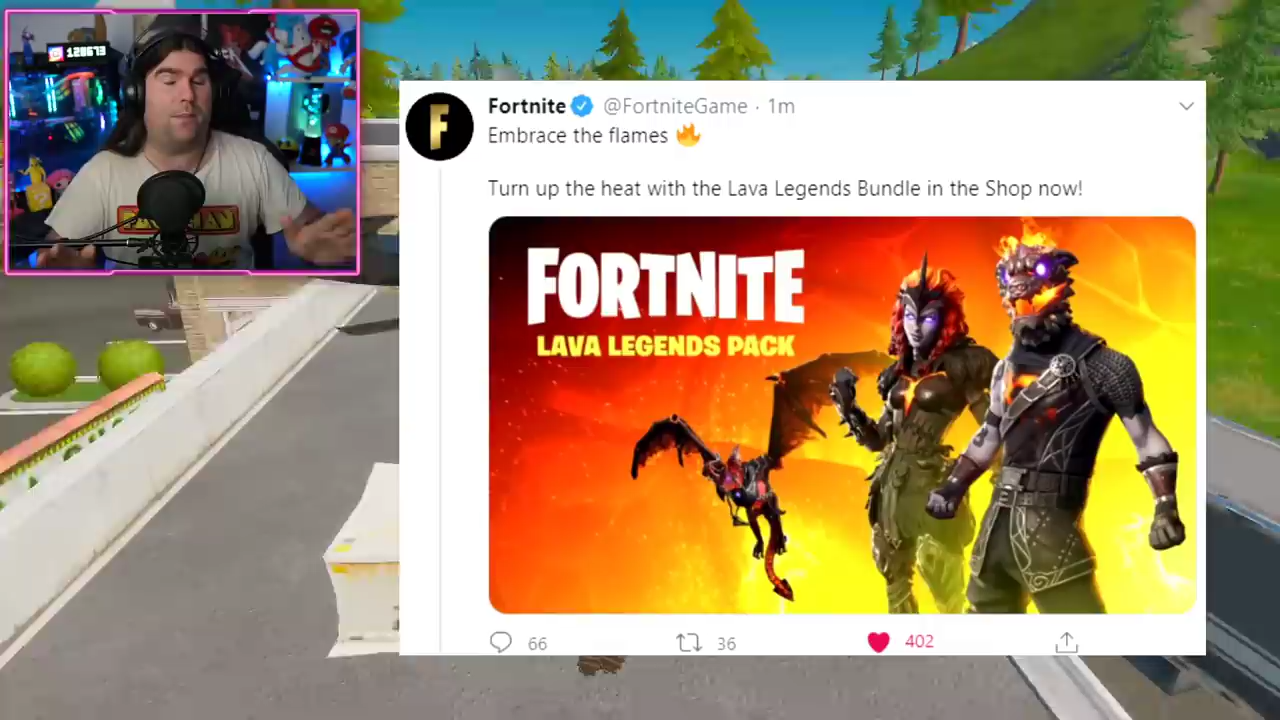 128673
Fortnite @FortniteGame · 1m
Embrace the flames 🔥
Turn up the heat with the Lava Legends Bundle in the Shop now!
F
FORTNITE
LAVA LEGENDS PACK
66 36 402